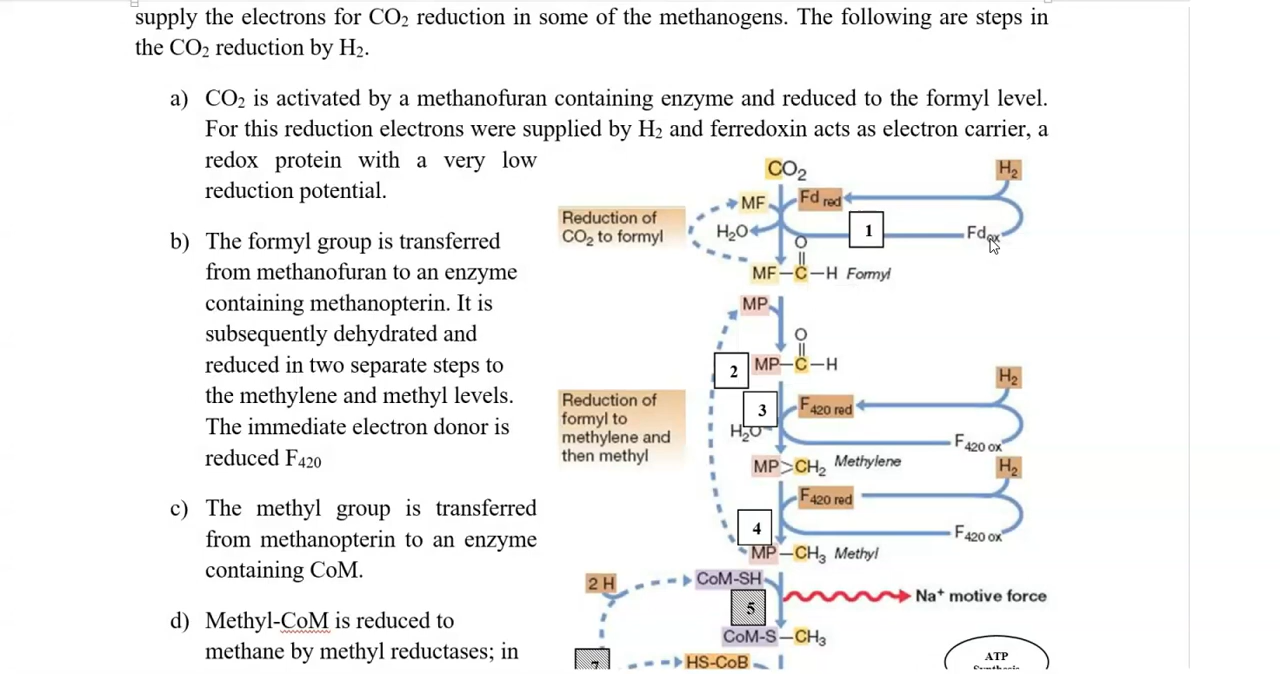 supply the electrons for CO₂ reduction in some of the methanogens. The following are steps in
the CO₂ reduction by H₂.
a) CO₂ is activated by a methanofuran containing enzyme and reduced to the formyl level.
For this reduction electrons were supplied by H₂ and ferredoxin acts as electron carrier, a
redox protein with a very low
reduction potential.
b) The formyl group is transferred
from methanofuran to an enzyme
containing methanopterin. It is
subsequently dehydrated and
reduced in two separate steps to
the methylene and methyl levels.
The immediate electron donor is
reduced F₄₂₀
c) The methyl group is transferred
from methanopterin to an enzyme
containing CoM.
d) Methyl-CoM is reduced to
methane by methyl reductases; in
CO₂
H₂
MF
Fd red
Reduction of
CO₂ to formyl
H₂O
1
Fdox
O
MF–C–H Formyl
MP
O
2
MP–C–H
H₂
3
F420 red
Reduction of
formyl to
methylene and
then methyl
H₂O
F420 ox
MP>CH₂ Methylene
H₂
F420 red
4
F420 ox
MP–CH₃ Methyl
2 H
CoM-SH
5
Na⁺ motive force
CoM-S–CH₃
7
HS-CoB
ATP
Synthesis